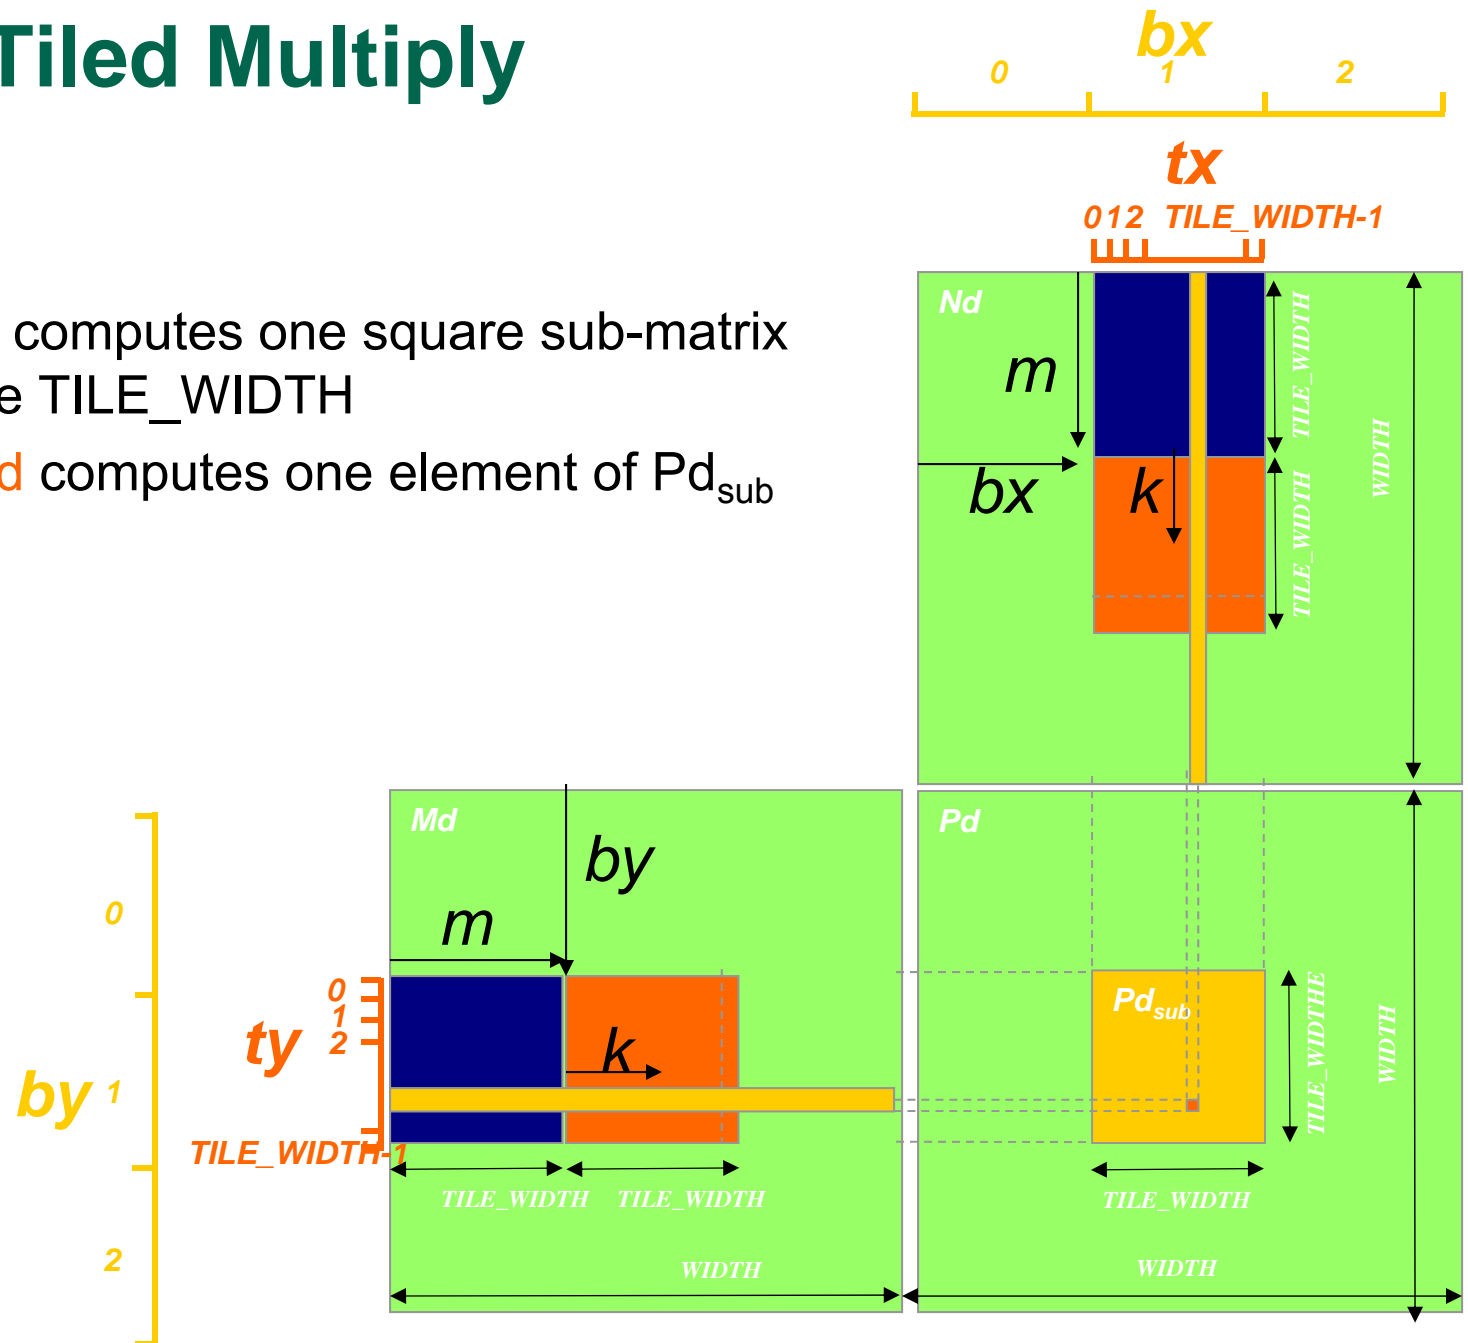 Tiled Multiply
bx
0 1 2
tx
0 1 2 TILE_WIDTH-1
computes one square sub-matrix
e TILE_WIDTH
d computes one element of Pdsub
Nd
m
bx
k
TILE_WIDTH
TILE_WIDTH
WIDTH
Md
by
m
k
Pd
Pdsub
TILE_WIDTHE
WIDTH
0
1
2
by
ty
0
1
2
TILE_WIDTH-1
TILE_WIDTH TILE_WIDTH
TILE_WIDTH
WIDTH
WIDTH